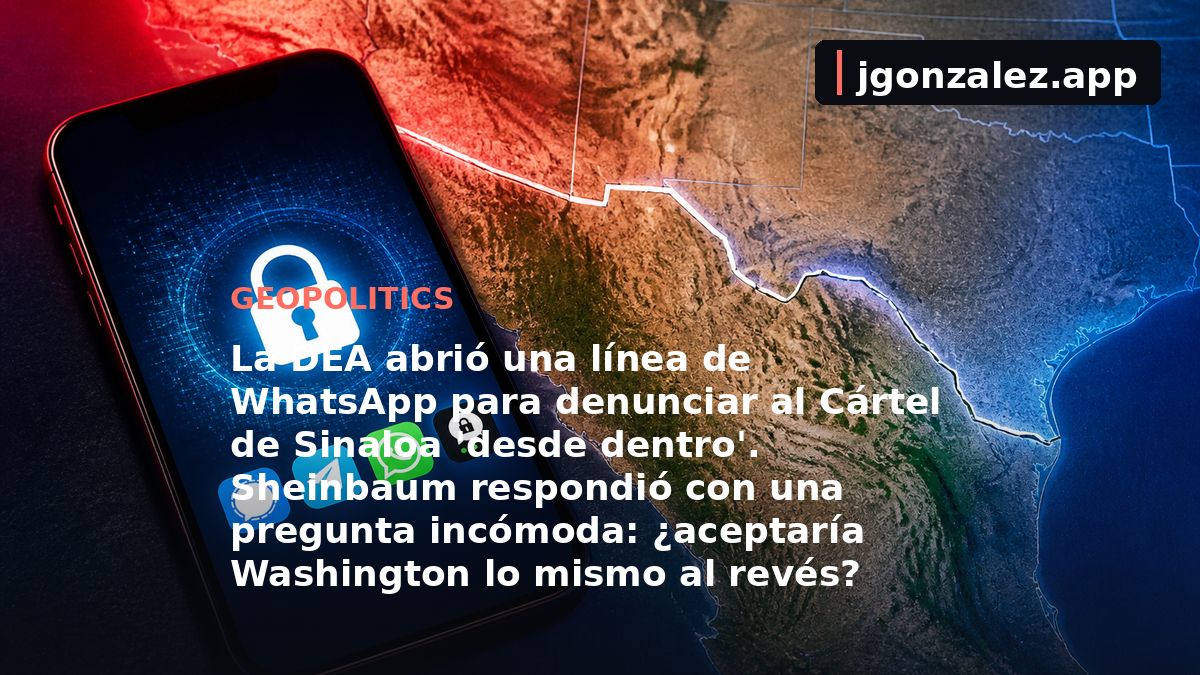 jgonzalez.app
GEOPOLITICS
La DEA abrió una línea de
WhatsApp para denunciar al Cártel
de Sinaloa 'desde dentro'.
Sheinbaum respondió con una
pregunta incómoda: ¿aceptaría
Washington lo mismo al revés?